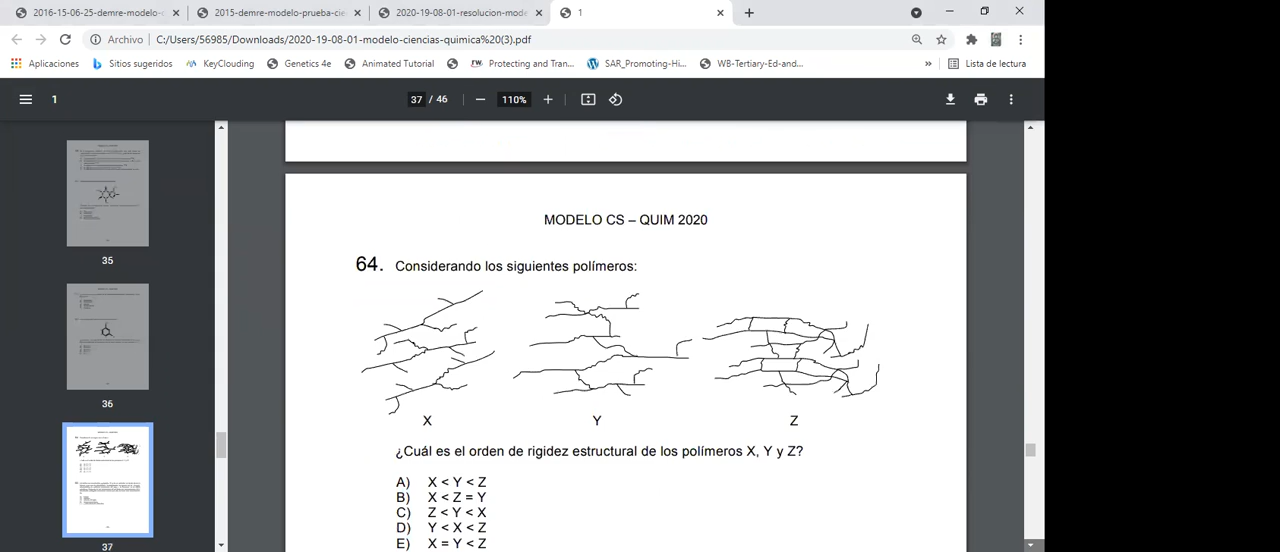 2016-15-06-25-demre-modelo-c
2015-demre-modelo-prueba-cie
2020-19-08-01-resolucion-mode
1
Archivo
C:/Users/56985/Downloads/2020-19-08-01-modelo-ciencias-quimica%20(3).pdf
Aplicaciones
Sitios sugeridos
KeyClouding
Genetics 4e
Animated Tutorial
Protecting and Tran...
SAR_Promoting-Hi...
WB-Tertiary-Ed-and...
»
Lista de lectura
1
37 / 46
110%
35
36
37
MODELO CS – QUIM 2020
64. Considerando los siguientes polímeros:
X Y Z
¿Cuál es el orden de rigidez estructural de los polímeros X, Y y Z?
A) X < Y < Z
B) X < Z = Y
C) Z < Y < X
D) Y < X < Z
E) X = Y < Z